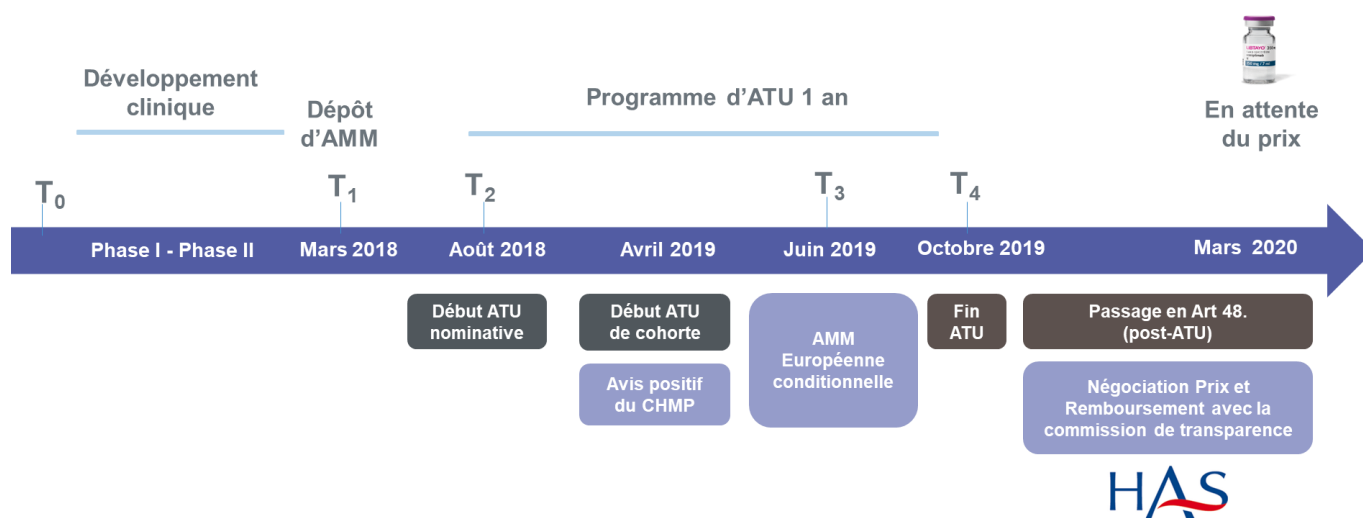 Développement
clinique
Dépôt
d'AMM
Programme d'ATU 1 an
LIBTAYO
En attente
du prix
T0
T1
T2
T3
T4
Phase I - Phase II
Mars 2018
Août 2018
Avril 2019
Juin 2019
Octobre 2019
Mars 2020
Début ATU
nominative
Début ATU
de cohorte
Avis positif
du CHMP
AMM
Européenne
conditionnelle
Fin
ATU
Passage en Art 48.
(post-ATU)
Négociation Prix et
Remboursement avec la
commission de transparence
HAS